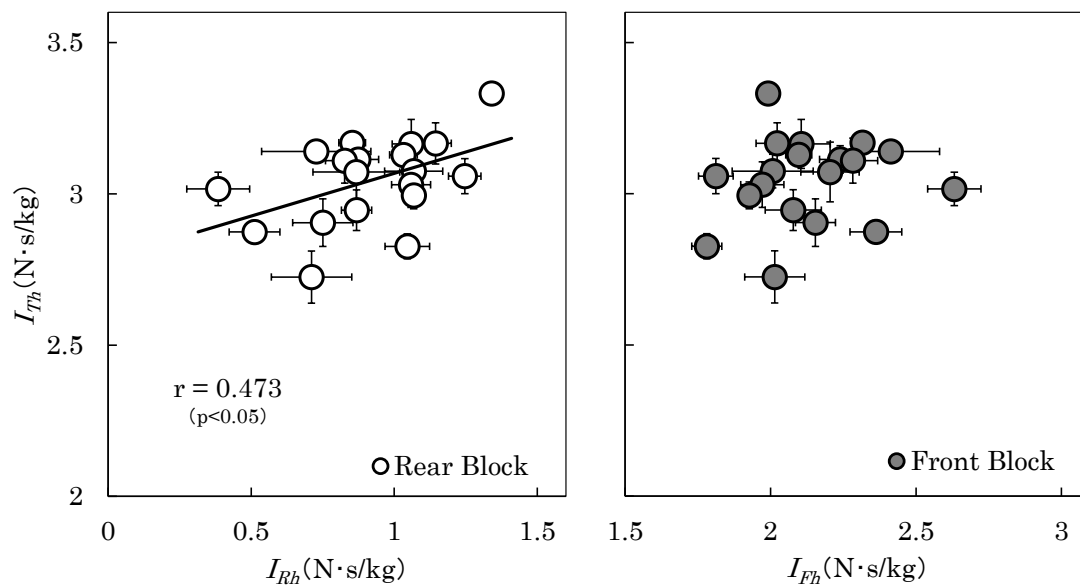 3.5
3
2.5
2
I_Th (N·s/kg)
r = 0.473
(p<0.05)
Rear Block
0
0.5
1
1.5
I_Rh (N·s/kg)
Front Block
1.5
2
2.5
3
I_Fh (N·s/kg)